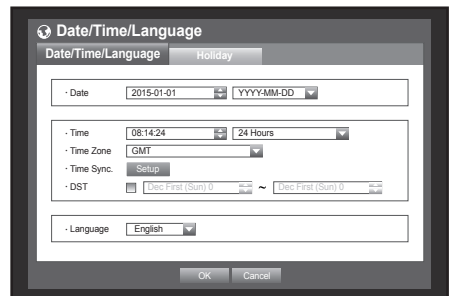 Date/Time/Language
Date/Time/Language Holiday
· Date 2015-01-01 YYYY-MM-DD
· Time 08:14:24 24 Hours
· Time Zone GMT
· Time Sync. Setup
· DST Dec First (Sun) 0 ~ Dec First (Sun) 0
· Language English
OK Cancel